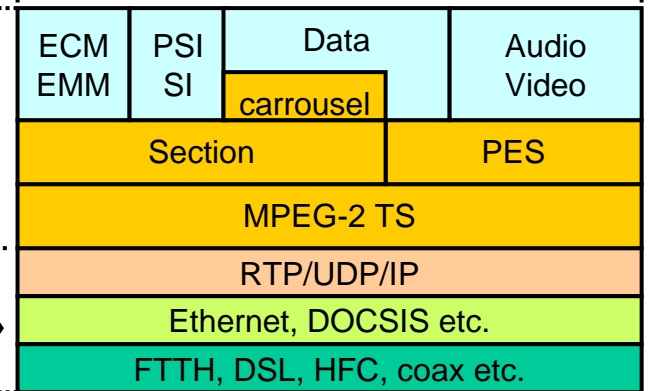 ECM
EMM
PSI
SI
Data
carrousel
Audio
Video
Section
PES
MPEG-2 TS
RTP/UDP/IP
Ethernet, DOCSIS etc.
FTTH, DSL, HFC, coax etc.